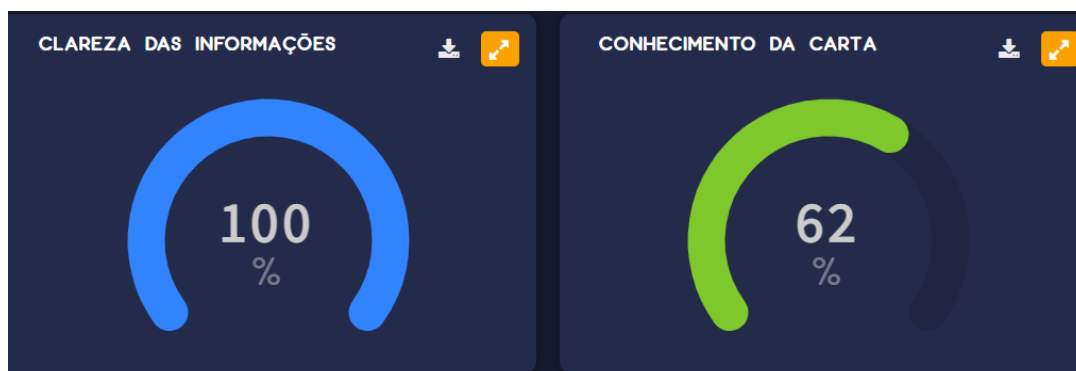 CLAREZA DAS INFORMAÇÕES
100
%
CONHECIMENTO DA CARTA
62
%